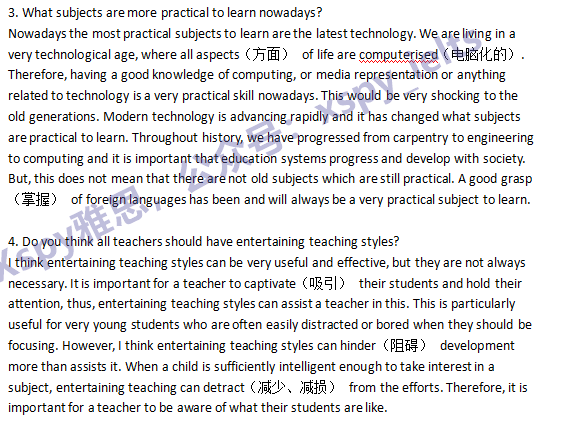 3. What subjects are more practical to learn nowadays?
Nowadays the most practical subjects to learn are the latest technology. We are living in a
very technological age, where all aspects（方面） of life are computerised（电脑化的）.
Therefore, having a good knowledge of computing, or media representation or anything
related to technology is a very practical skill nowadays. This would be very shocking to the
old generations. Modern technology is advancing rapidly and it has changed what subjects
are practical to learn. Throughout history, we have progressed from carpentry to engineering
to computing and it is important that education systems progress and develop with society.
But, this does not mean that there are not old subjects which are still practical. A good grasp
（掌握） of foreign languages has been and will always be a very practical subject to learn.
4. Do you think all teachers should have entertaining teaching styles?
I think entertaining teaching styles can be very useful and effective, but they are not always
necessary. It is important for a teacher to captivate（吸引） their students and hold their
attention, thus, entertaining teaching styles can assist a teacher in this. This is particularly
useful for very young students who are often easily distracted or bored when they should be
focusing. However, I think entertaining teaching styles can hinder（阻碍） development
more than assists it. When a child is sufficiently intelligent enough to take interest in a
subject, entertaining teaching can detract（减少、减损） from the efforts. Therefore, it is
important for a teacher to be aware of what their students are like.
xspy雅思，公众号：xspy_ielts